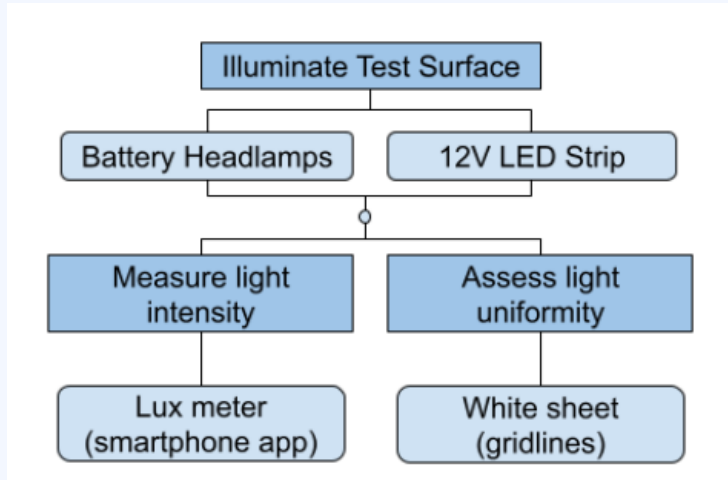 Illuminate Test Surface
Battery Headlamps
12V LED Strip
Measure light
intensity
Assess light
uniformity
Lux meter
(smartphone app)
White sheet
(gridlines)